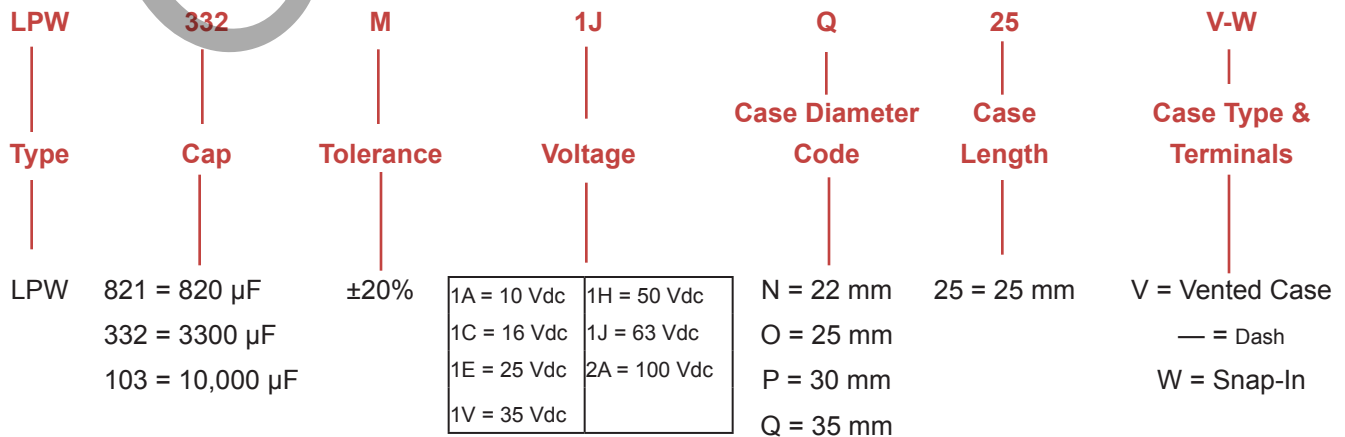 LPW 332 M 1J Q 25 V-W
Type Cap Tolerance Voltage Case Diameter Code Case Length Case Type & Terminals
LPW
821 = 820 µF
332 = 3300 µF
103 = 10,000 µF
±20%
1A = 10 Vdc 1H = 50 Vdc
1C = 16 Vdc 1J = 63 Vdc
1E = 25 Vdc 2A = 100 Vdc
1V = 35 Vdc
N = 22 mm
O = 25 mm
P = 30 mm
Q = 35 mm
25 = 25 mm
V = Vented Case
— = Dash
W = Snap-In